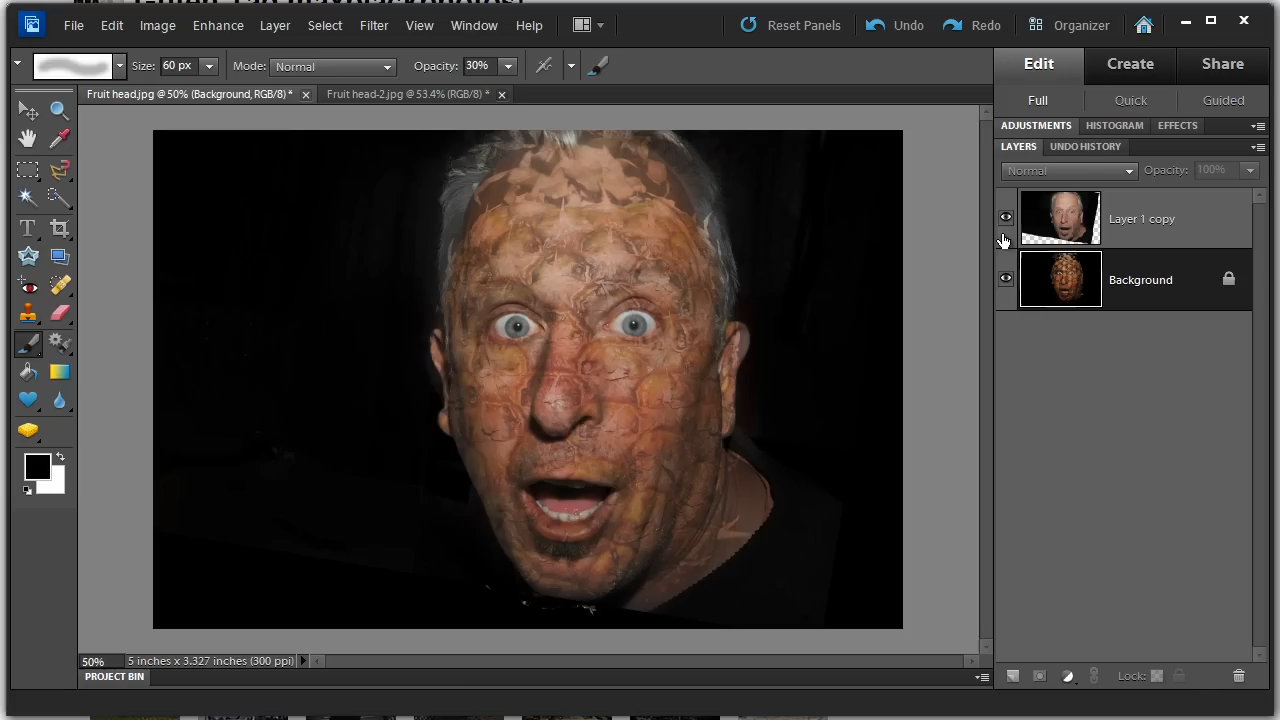 File Edit Image Enhance Layer Select Filter View Window Help Reset Panels Undo Redo Organizer
Size: 60 px Mode: Normal Opacity: 30%
Edit Create Share
Fruit head.jpg @ 50% (Background, RGB/8) * Fruit head-2.jpg @ 53.4% (RGB/8) *
Full Quick Guided
ADJUSTMENTS HISTOGRAM EFFECTS
LAYERS UNDO HISTORY
Normal Opacity: 100%
Layer 1 copy
Background
50% 5 inches x 3.327 inches (300 ppi)
Lock:
PROJECT BIN